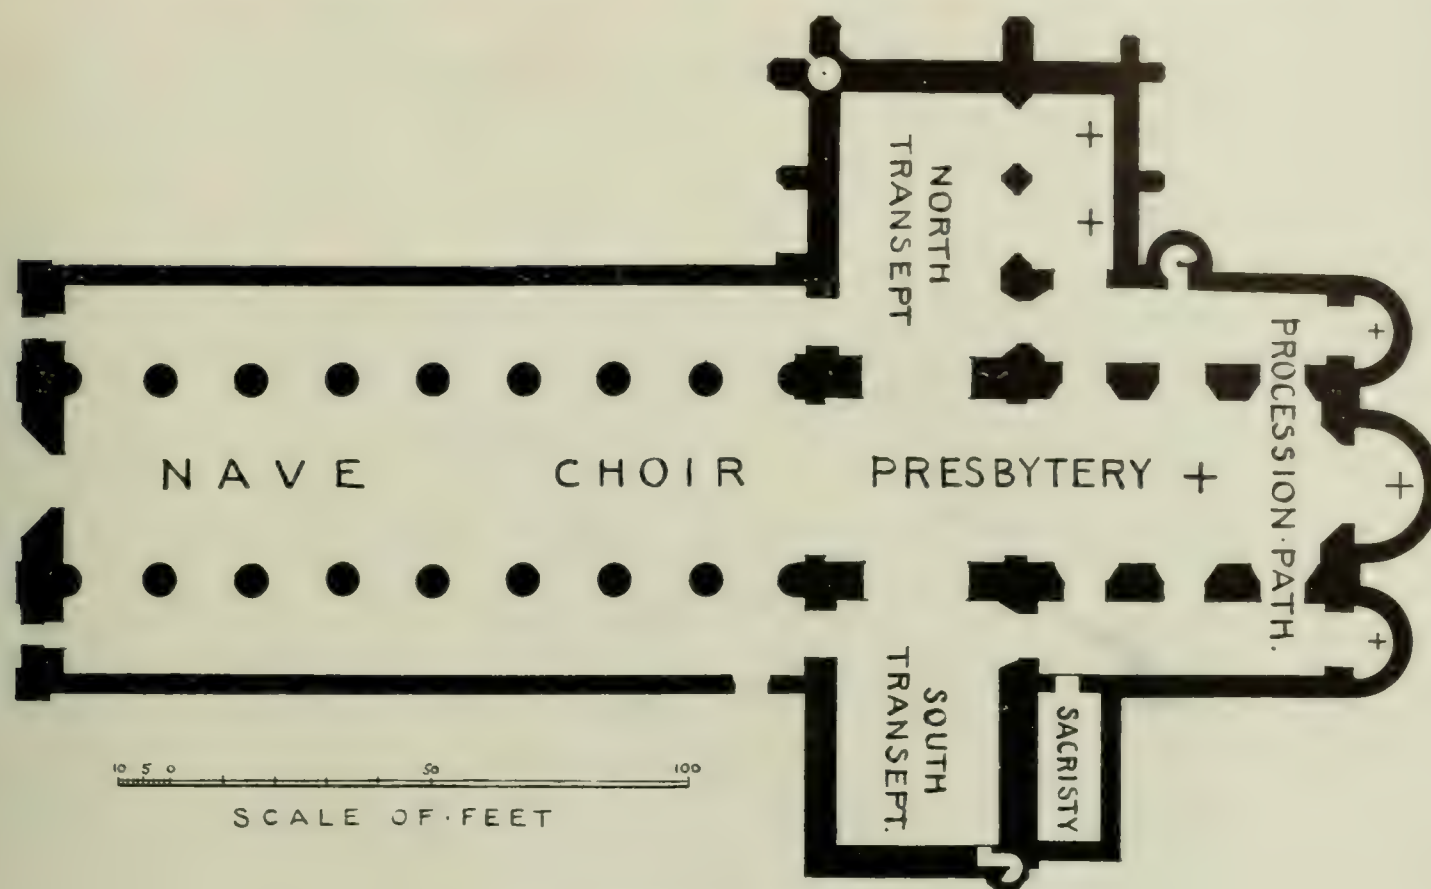 NORTH
TRANSEPT
NAVE
CHOIR
PRESBYTERY
PROCESSION·PATH.
SOUTH
TRANSEPT.
SACRISTY
10 5 0 50 100
SCALE OF·FEET